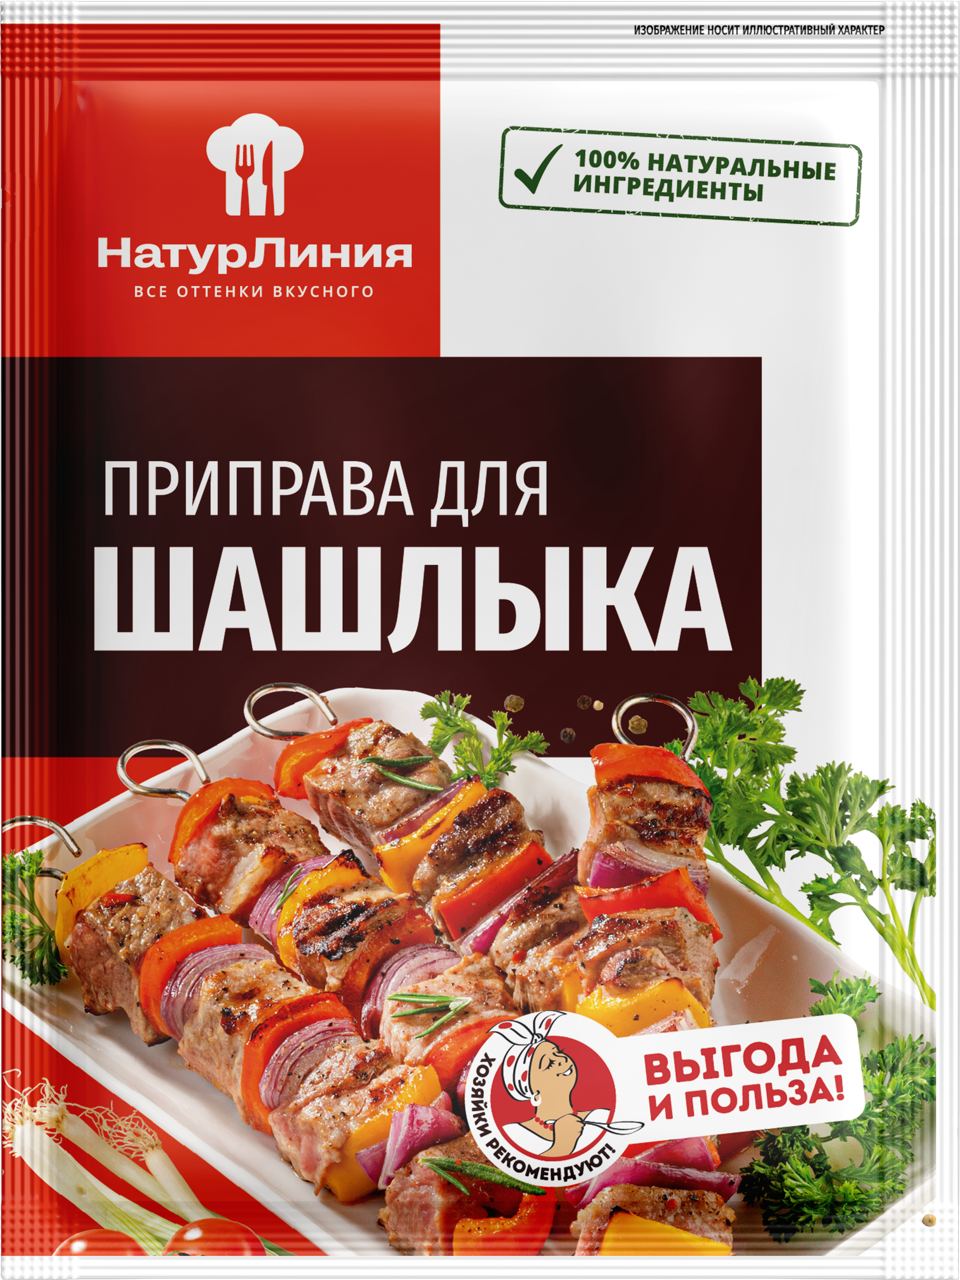 ИЗОБРАЖЕНИЕ НОСИТ ИЛЛЮСТРАТИВНЫЙ ХАРАКТЕР
100% НАТУРАЛЬНЫЕ
ИНГРЕДИЕНТЫ
НатурЛиния
ВСЕ ОТТЕНКИ ВКУСНОГО
ПРИПРАВА ДЛЯ
ШАШЛЫКА
ХОЗЯЙКИ РЕКОМЕНДУЮТ!
ВЫГОДА
И ПОЛЬЗА!